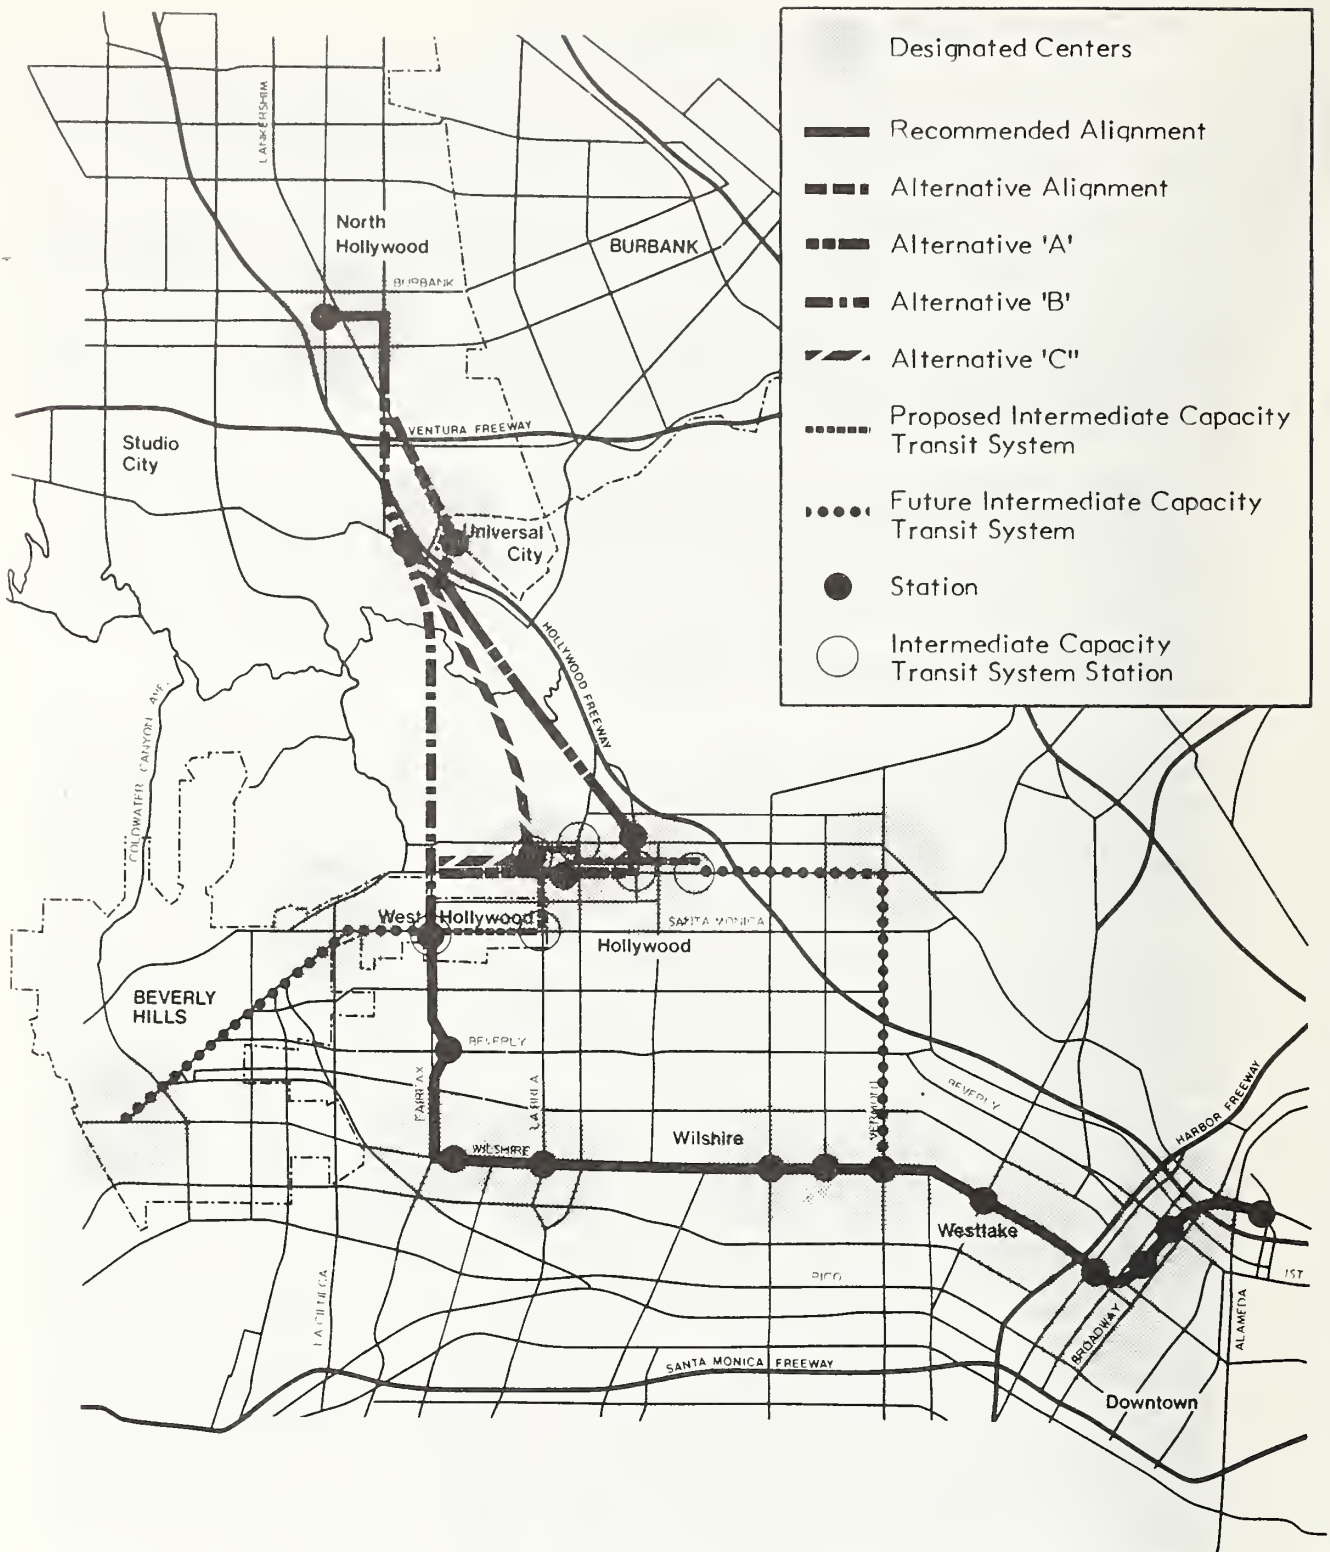 Designated Centers
Recommended Alignment
Alternative Alignment
Alternative 'A'
Alternative 'B'
Alternative 'C"
Proposed Intermediate Capacity
Transit System
Future Intermediate Capacity
Transit System
Station
Intermediate Capacity
Transit System Station
LANKERSHIM
North
Hollywood
BURBANK
BURBANK
VENTURA FREEWAY
Studio
City
Universal
City
HOLLYWOOD FREEWAY
COLDWATER CANYON AVE.
West Hollywood
SANTA MONICA
Hollywood
BEVERLY
HILLS
BEVERLY
FAIRFAX
LA BREA
VERMONT
BEVERLY
HARBOR FREEWAY
WILSHIRE
Wilshire
Westlake
PICO
1ST
LA CIENEGA
BROADWAY
ALAMEDA
SANTA MONICA FREEWAY
Downtown